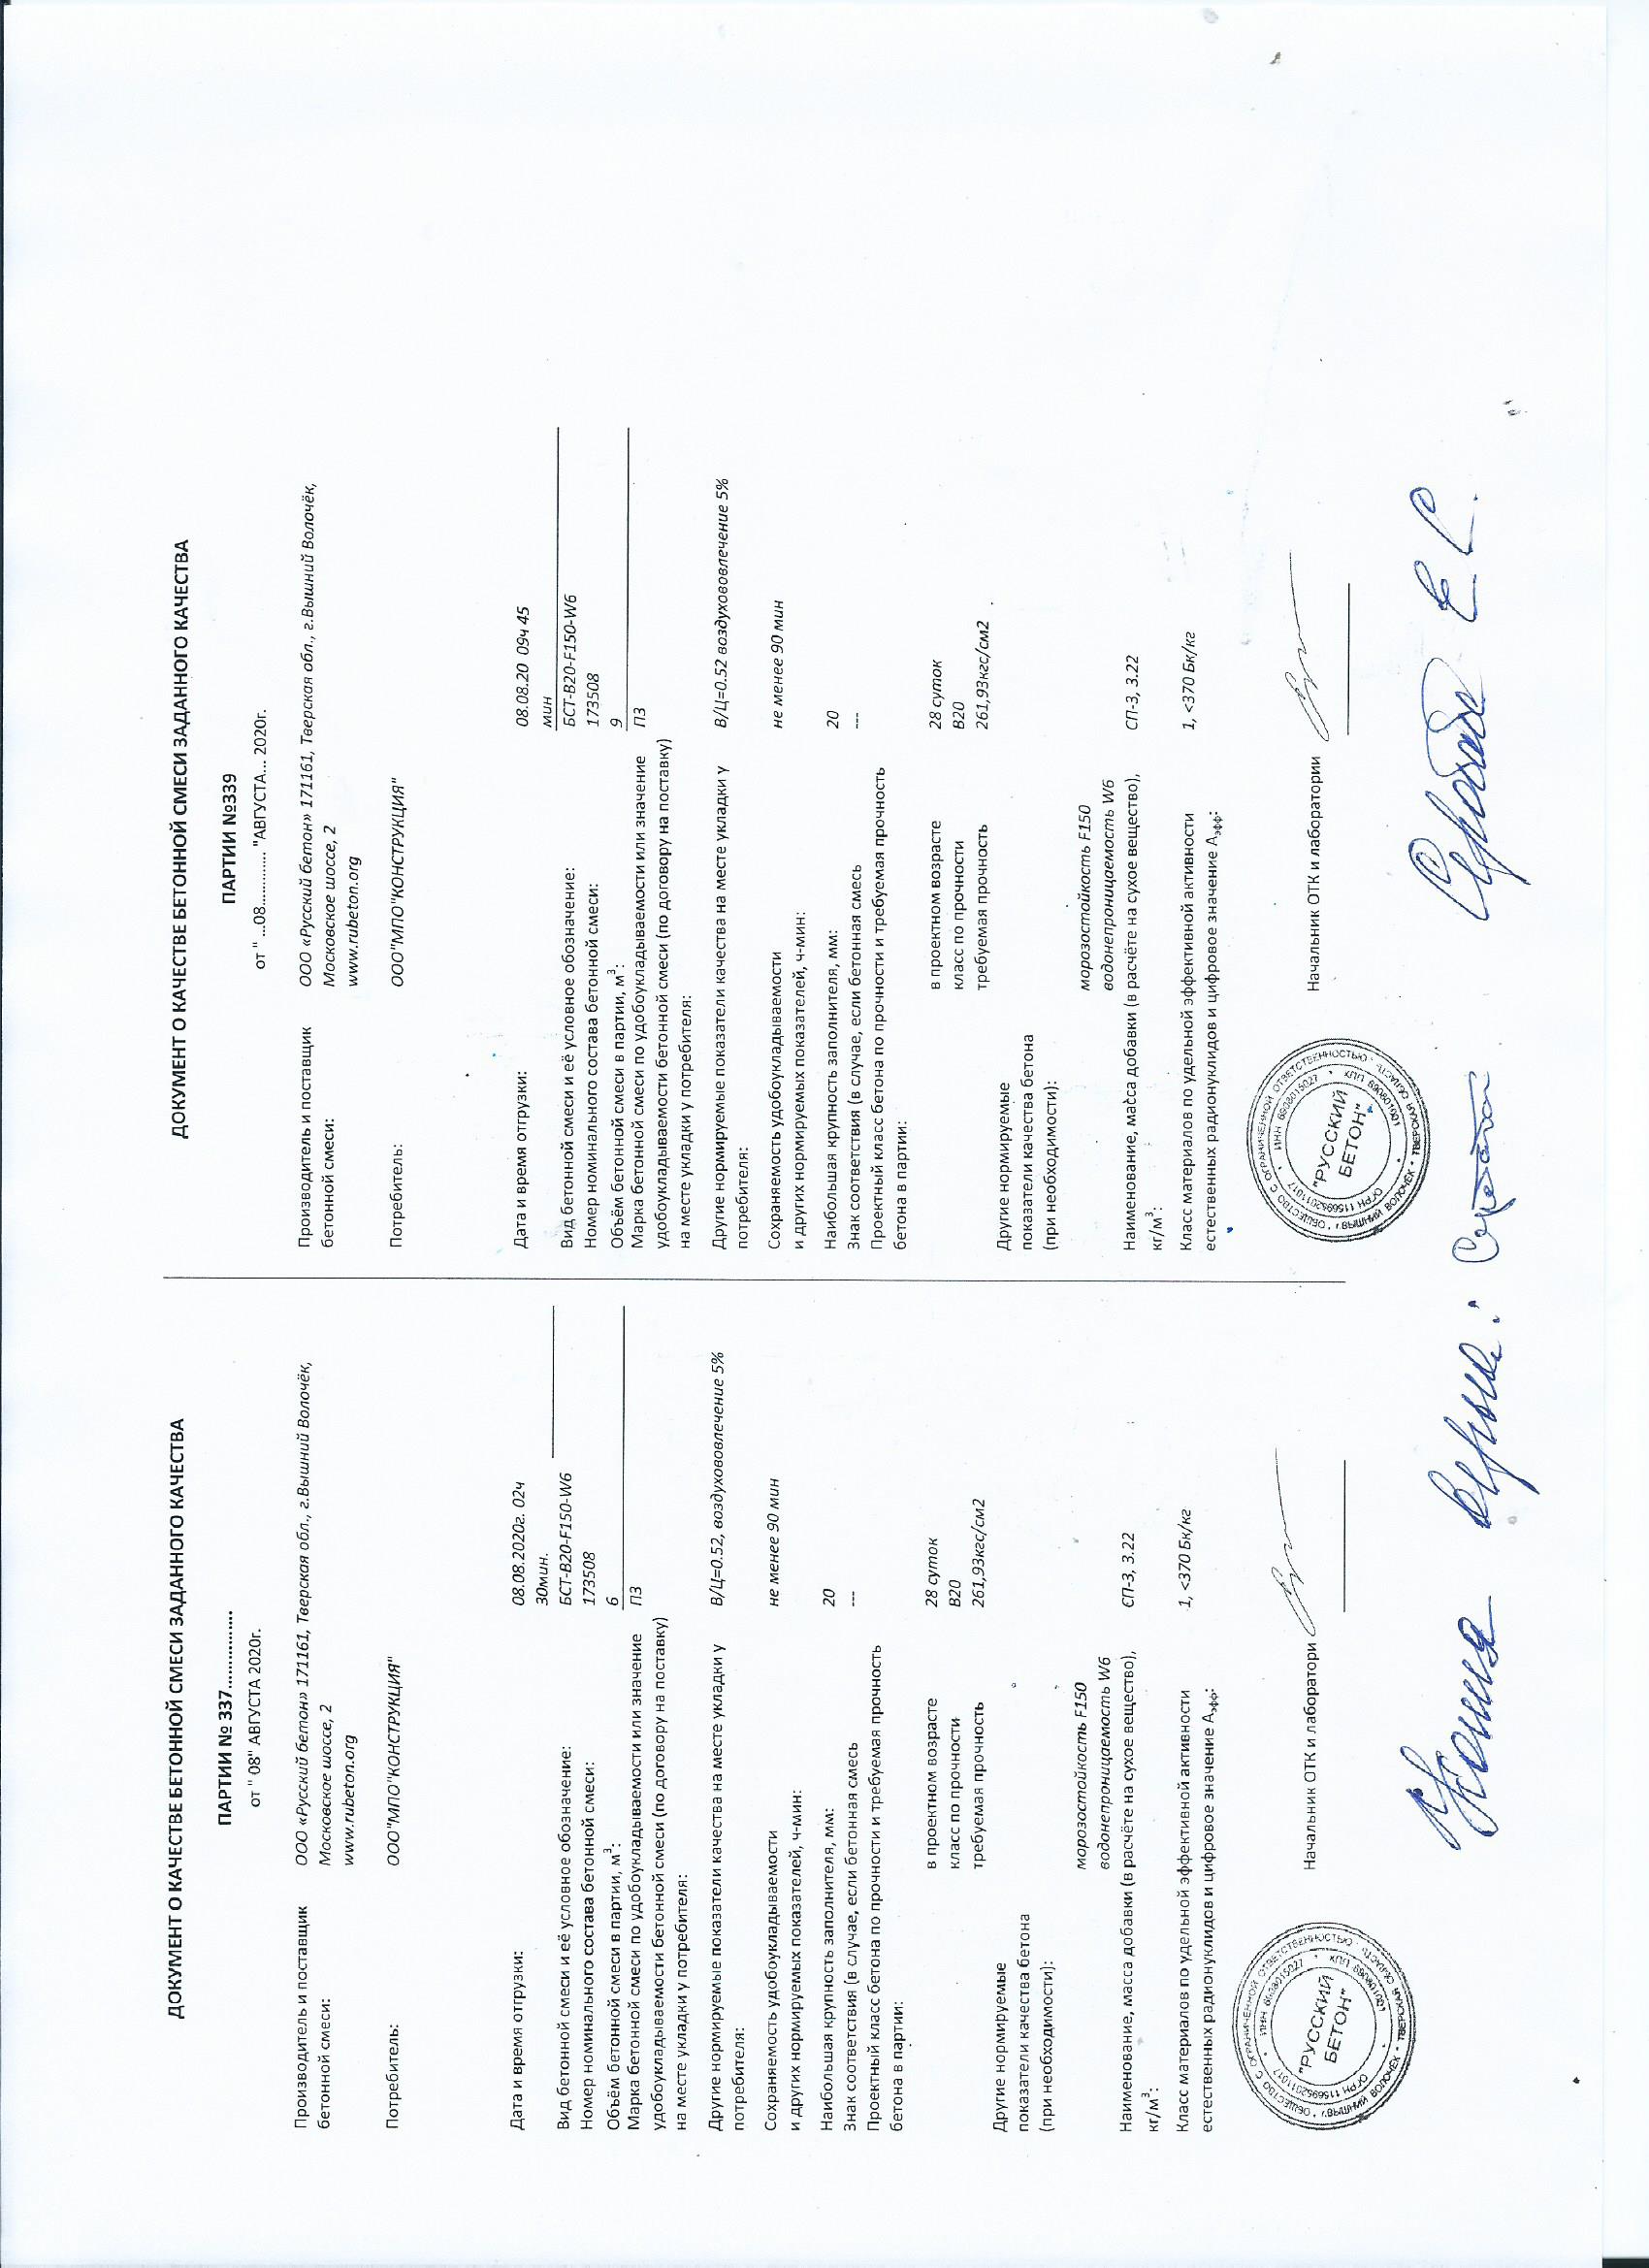 ДОКУМЕНТ О КАЧЕСТВЕ БЕТОННОЙ СМЕСИ ЗАДАННОГО КАЧЕСТВА
ПАРТИИ № 337................
от " 08" АВГУСТА 2020г.
Производитель и поставщик бетонной смеси:
ООО «Русский бетон» 171161, Тверская обл., г.Вышний Волочёк,
Московское шоссе, 2
www.rubeton.org
Потребитель: ООО"МПО"КОНСТРУКЦИЯ"
Дата и время отгрузки: 08.08.2020г. 02ч
30мин.
Вид бетонной смеси и её условное обозначение: БСТ-В20-F150-W6
Номер номинального состава бетонной смеси: 173508
Объём бетонной смеси в партии, м³: 6
Марка бетонной смеси по удобоукладываемости или значение П3
удобоукладываемости бетонной смеси (по договору на поставку)
на месте укладки у потребителя:
Другие нормируемые показатели качества на месте укладки у В/Ц=0.52, воздухововлечение 5%
потребителя:
Сохраняемость удобоукладываемости не менее 90 мин
и других нормируемых показателей, ч-мин:
Наибольшая крупность заполнителя, мм: 20
Знак соответствия (в случае, если бетонная смесь ---
Проектный класс бетона по прочности и требуемая прочность
бетона в партии:
в проектном возрасте 28 суток
класс по прочности В20
требуемая прочность 261,93кгс/см2
Другие нормируемые
показатели качества бетона
(при необходимости):
морозостойкость F150
водонепроницаемость W6
Наименование, масса добавки (в расчёте на сухое вещество), СП-3, 3.22
кг/м³:
Класс материалов по удельной эффективной активности 1, <370 Бк/кг
естественных радионуклидов и цифровое значение Аэфф:
Начальник ОТК и лаборатори
ОБЩЕСТВО С ОГРАНИЧЕННОЙ ОТВЕТСТВЕННОСТЬЮ
ТВЕРСКАЯ ОБЛАСТЬ
ВЫШНИЙ ВОЛОЧЁК
ОГРН 1156952011017
ИНН 6908015027
КПП 690801001
"РУССКИЙ
БЕТОН"
ДОКУМЕНТ О КАЧЕСТВЕ БЕТОННОЙ СМЕСИ ЗАДАННОГО КАЧЕСТВА
ПАРТИИ №339
от " ...08............. "АВГУСТА... 2020г.
Производитель и поставщик бетонной смеси:
ООО «Русский бетон» 171161, Тверская обл., г.Вышний Волочёк,
Московское шоссе, 2
www.rubeton.org
Потребитель: ООО"МПО"КОНСТРУКЦИЯ"
Дата и время отгрузки: 08.08.20 09ч 45
мин
Вид бетонной смеси и её условное обозначение: БСТ-В20-F150-W6
Номер номинального состава бетонной смеси: 173508
Объём бетонной смеси в партии, м³: 9
Марка бетонной смеси по удобоукладываемости или значение П3
удобоукладываемости бетонной смеси (по договору на поставку)
на месте укладки у потребителя:
Другие нормируемые показатели качества на месте укладки у В/Ц=0.52 воздухововлечение 5%
потребителя:
Сохраняемость удобоукладываемости не менее 90 мин
и других нормируемых показателей, ч-мин:
Наибольшая крупность заполнителя, мм: 20
Знак соответствия (в случае, если бетонная смесь ---
Проектный класс бетона по прочности и требуемая прочность
бетона в партии:
в проектном возрасте 28 суток
класс по прочности В20
требуемая прочность 261,93кгс/см2
Другие нормируемые
показатели качества бетона
(при необходимости):
морозостойкость F150
водонепроницаемость W6
Наименование, масса добавки (в расчёте на сухое вещество), СП-3, 3.22
кг/м³:
Класс материалов по удельной эффективной активности 1, <370 Бк/кг
естественных радионуклидов и цифровое значение Аэфф:
Начальник ОТК и лаборатории
ОБЩЕСТВО С ОГРАНИЧЕННОЙ ОТВЕТСТВЕННОСТЬЮ
ТВЕРСКАЯ ОБЛАСТЬ
ВЫШНИЙ ВОЛОЧЁК
ОГРН 1156952011017
ИНН 6908015027
КПП 690801001
"РУССКИЙ
БЕТОН"
Копия верна: Е С.